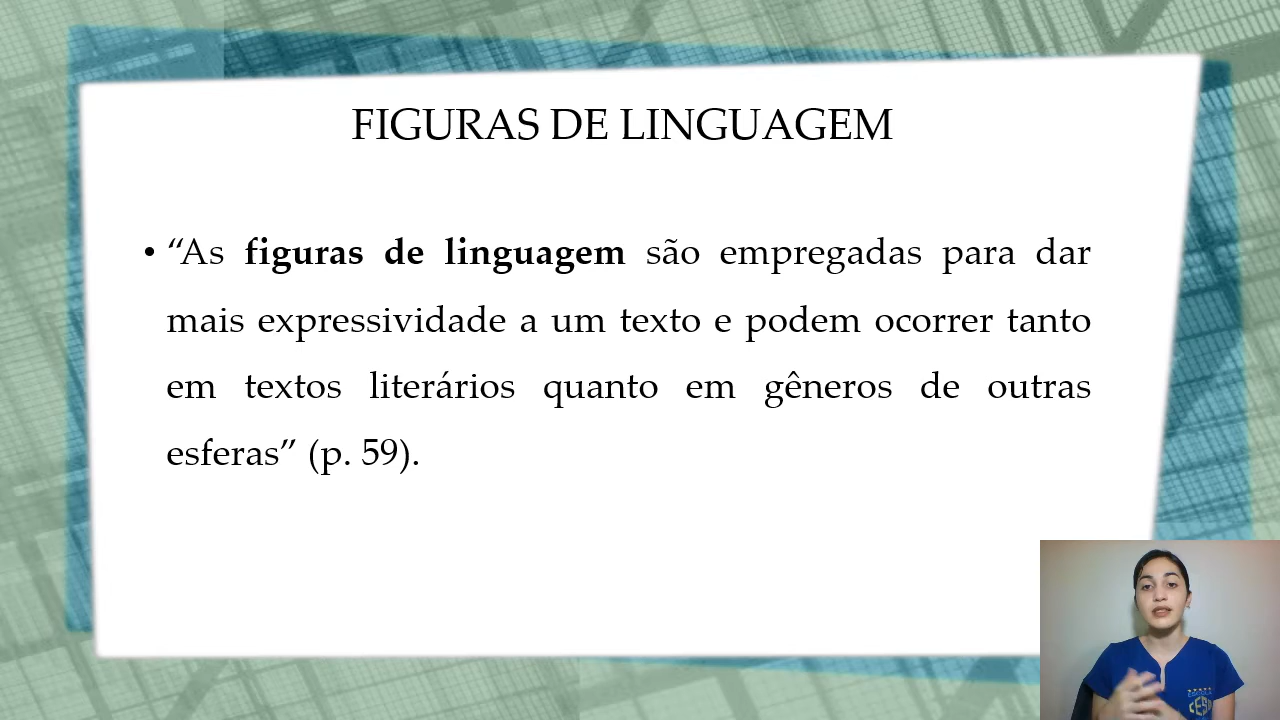 FIGURAS DE LINGUAGEM
• “As figuras de linguagem são empregadas para dar
mais expressividade a um texto e podem ocorrer tanto
em textos literários quanto em gêneros de outras
esferas” (p. 59).